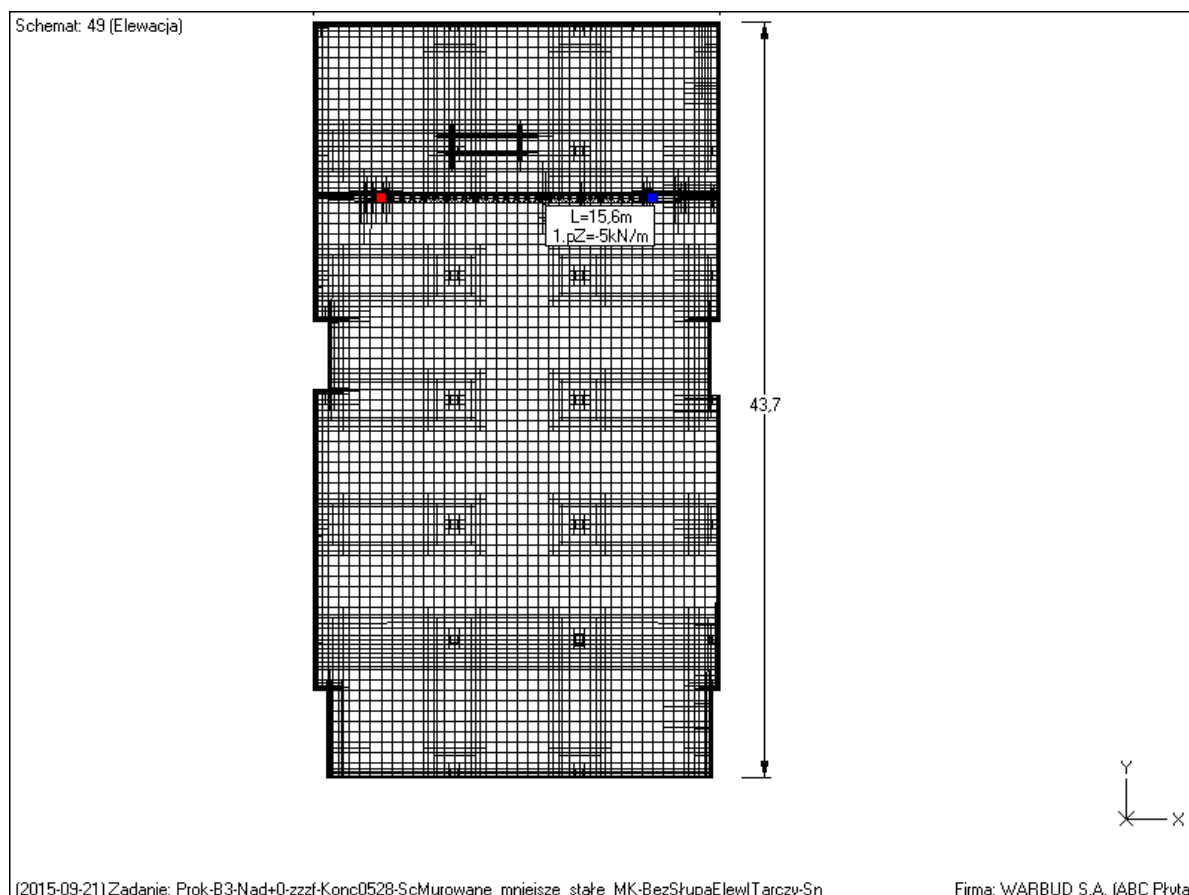 Schemat: 49 (Elewacja)
L=15,6m
1.pZ=-5kN/m
43,7
Y
X
(2015-09-21) Zadanie: Prok-B3-Nad+0-zzzf-Konc0528-ScMurowane_mniejsze_stałe_MK-BezSłupaElewITarczy-Sn
Firma: WARBUD S.A. (ABC Płyta